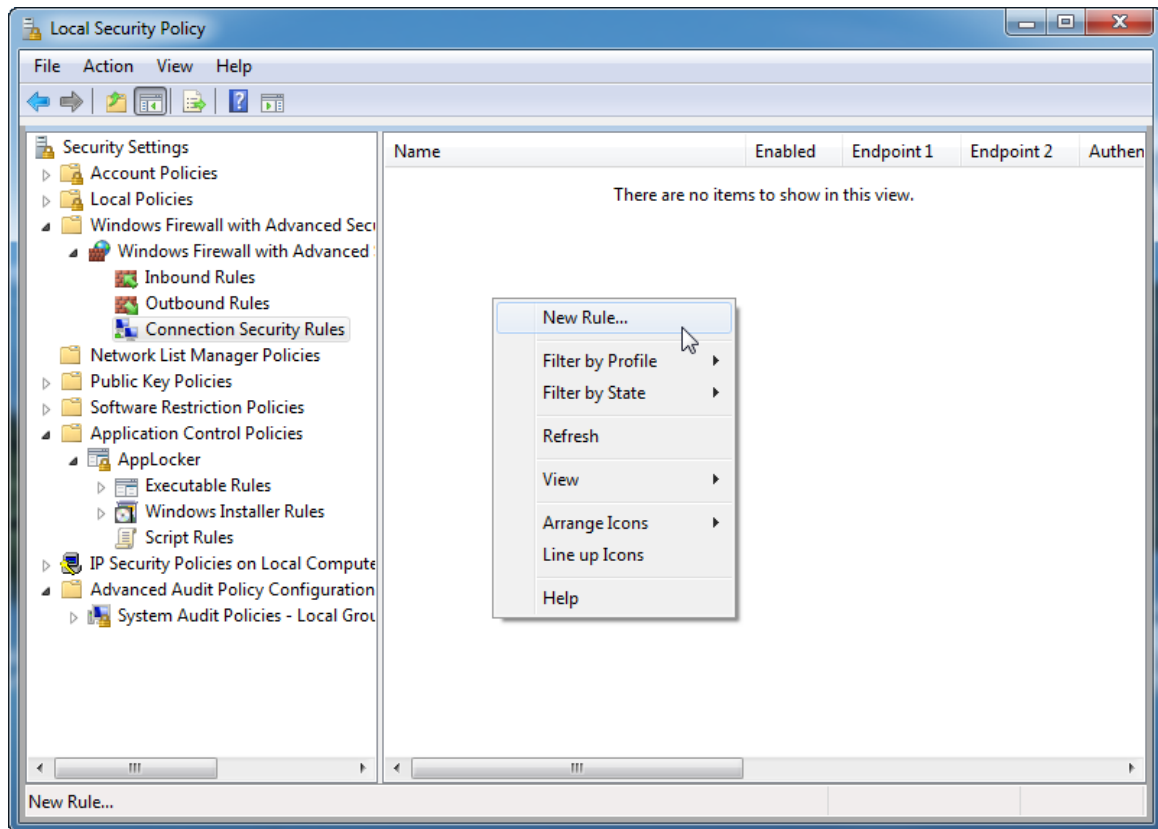 Local Security Policy
File Action View Help
Security Settings
Account Policies
Local Policies
Windows Firewall with Advanced Secu
Windows Firewall with Advanced
Inbound Rules
Outbound Rules
Connection Security Rules
Network List Manager Policies
Public Key Policies
Software Restriction Policies
Application Control Policies
AppLocker
Executable Rules
Windows Installer Rules
Script Rules
IP Security Policies on Local Compute
Advanced Audit Policy Configuration
System Audit Policies - Local Grou
Name Enabled Endpoint 1 Endpoint 2 Authen
There are no items to show in this view.
New Rule...
Filter by Profile
Filter by State
Refresh
View
Arrange Icons
Line up Icons
Help
New Rule...